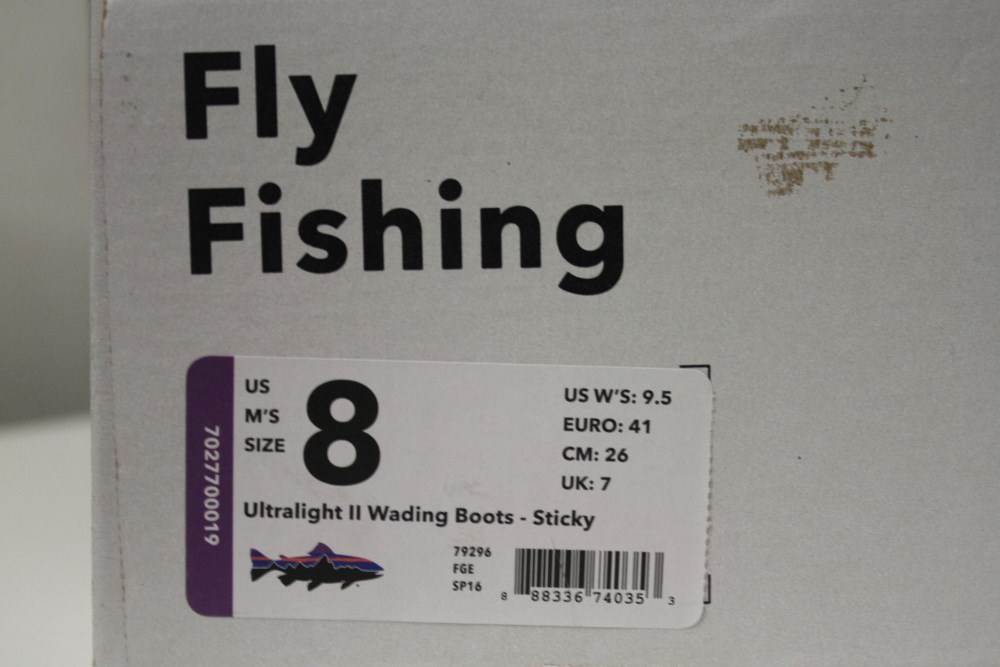 Fly
Fishing
7027700019
US
M'S
SIZE
8
US W'S: 9.5
EURO: 41
CM: 26
UK: 7
Ultralight II Wading Boots - Sticky
79296
FGE
SP16
8 88336 74035 3